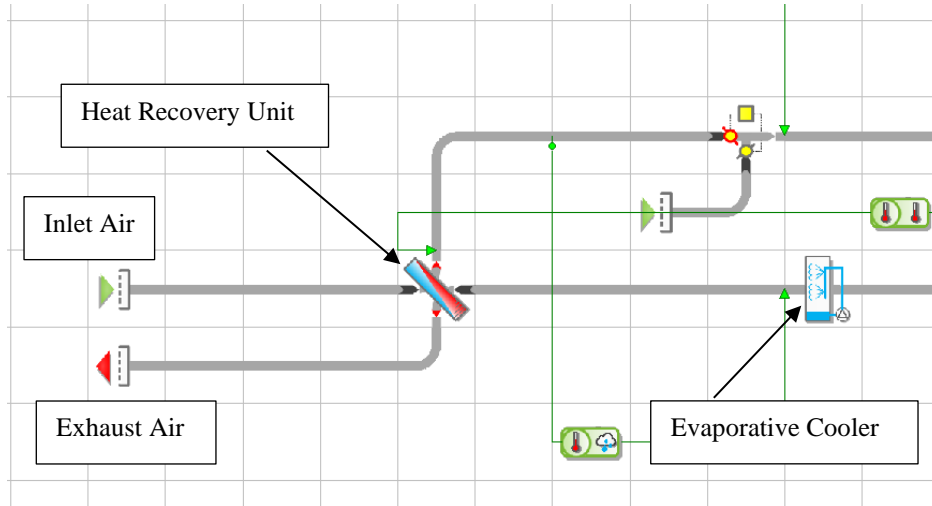 Heat Recovery Unit
Inlet Air
Exhaust Air
Evaporative Cooler